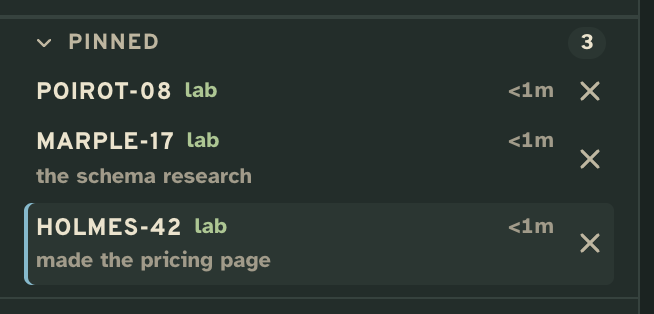 PINNED 3
POIROT-08 lab <1m
MARPLE-17 lab <1m
the schema research
HOLMES-42 lab <1m
made the pricing page